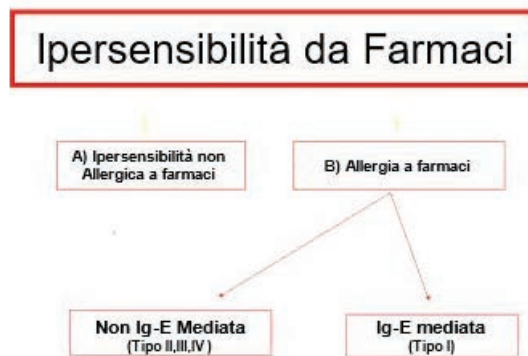 Ipersensibilità da Farmaci
A) Ipersensibilità non
Allergica a farmaci
B) Allergia a farmaci
Non Ig-E Mediata
(Tipo II,III,IV)
Ig-E mediata
(Tipo I)